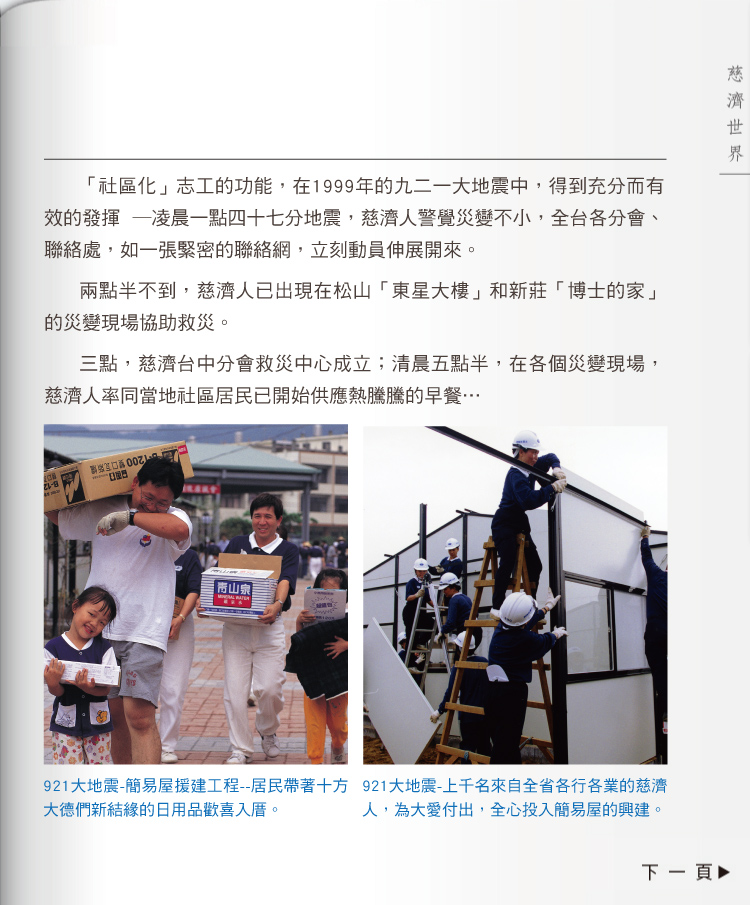 慈濟世界
「社區化」志工的功能，在1999年的九二一大地震中，得到充分而有
效的發揮 —凌晨一點四十七分地震，慈濟人警覺災變不小，全台各分會、
聯絡處，如一張緊密的聯絡網，立刻動員伸展開來。
兩點半不到，慈濟人已出現在松山「東星大樓」和新莊「博士的家」
的災變現場協助救災。
三點，慈濟台中分會救災中心成立；清晨五點半，在各個災變現場，
慈濟人率同當地社區居民已開始供應熱騰騰的早餐…
B-1200
山泉
MINERAL WATER
921大地震-簡易屋援建工程--居民帶著十方
大德們新結緣的日用品歡喜入厝。
921大地震-上千名來自全省各行各業的慈濟
人，為大愛付出，全心投入簡易屋的興建。
下一頁▶